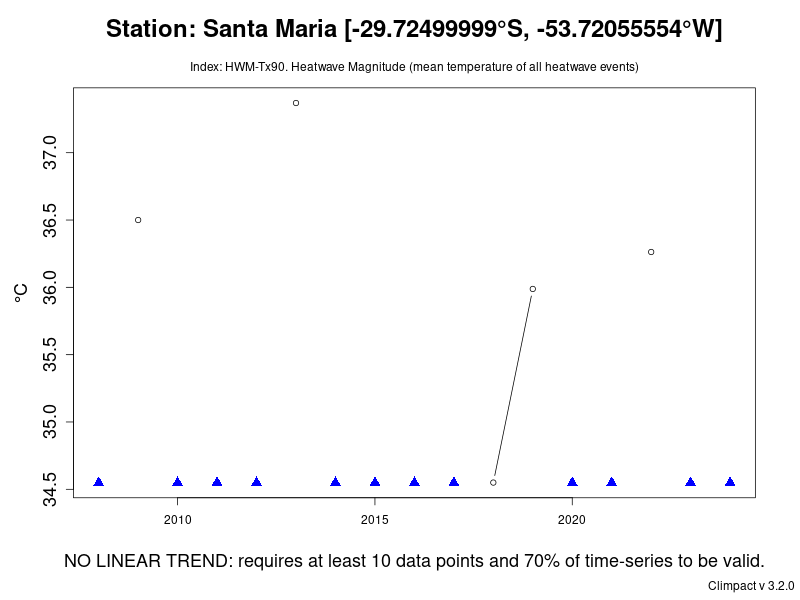 Station: Santa Maria [-29.72499999°S, -53.72055554°W]
Index: HWM-Tx90. Heatwave Magnitude (mean temperature of all heatwave events)
37.0
36.5
36.0
°C
35.5
35.0
34.5
2010 2015 2020
NO LINEAR TREND: requires at least 10 data points and 70% of time-series to be valid.
Climpact v 3.2.0